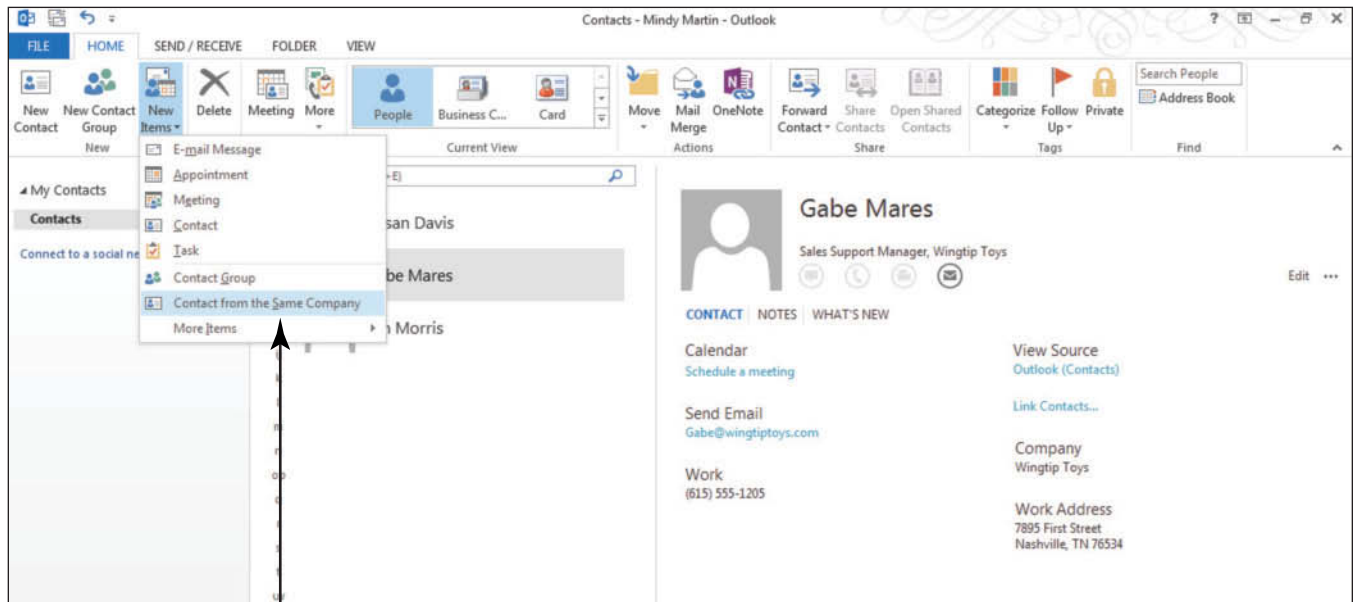 Contacts - Mindy Martin - Outlook
?
FILE HOME SEND / RECEIVE FOLDER VIEW
New Contact
New Contact Group
New Items
Delete
Meeting
More
People
Business C...
Card
Move
Mail Merge
OneNote
Forward Contact
Share Contacts
Open Shared Contacts
Categorize
Follow Up
Private
Search People
Address Book
New
Current View
Actions
Share
Tags
Find
My Contacts
Contacts
Connect to a social ne
E-mail Message
Appointment
Meeting
Contact
Task
Contact Group
Contact from the Same Company
More Items
+E)
san Davis
be Mares
Morris
k
op
s
t
Gabe Mares
Sales Support Manager, Wingtip Toys
Edit •••
CONTACT NOTES WHAT'S NEW
Calendar
Schedule a meeting
Send Email
Gabe@wingtiptoys.com
Work
(615) 555-1205
View Source
Outlook (Contacts)
Link Contacts...
Company
Wingtip Toys
Work Address
7895 First Street
Nashville, TN 76534